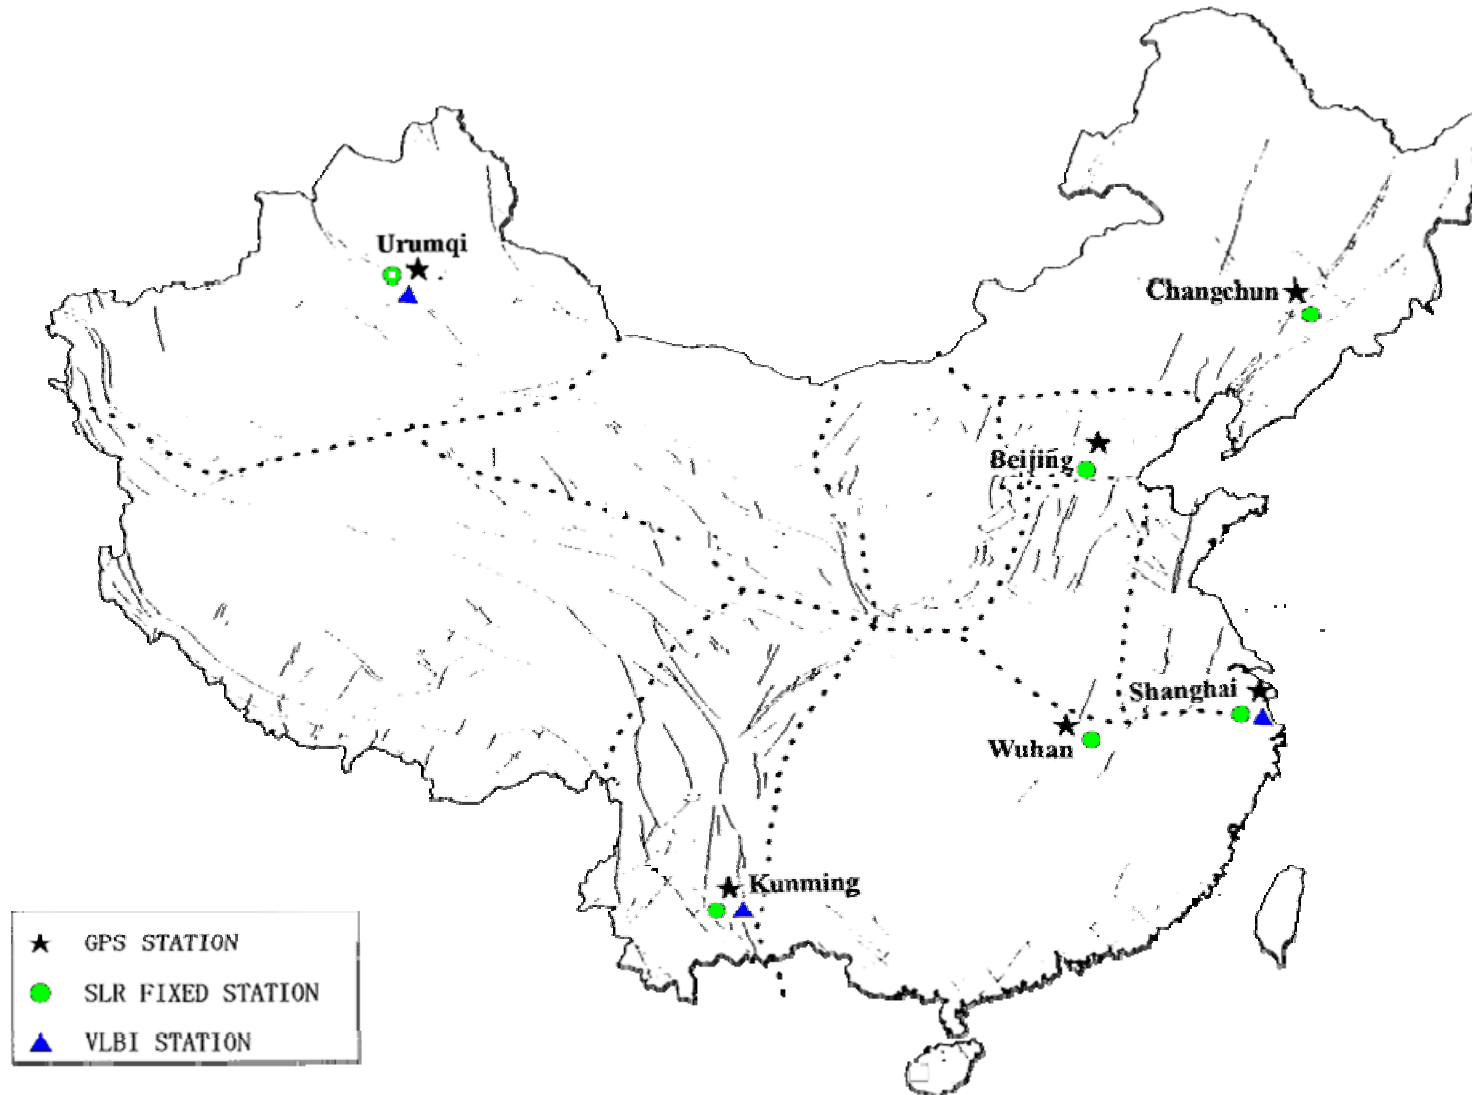 Urumqi
Changchun
Beijing
Shanghai
Wuhan
Kunming
GPS STATION
SLR FIXED STATION
VLBI STATION